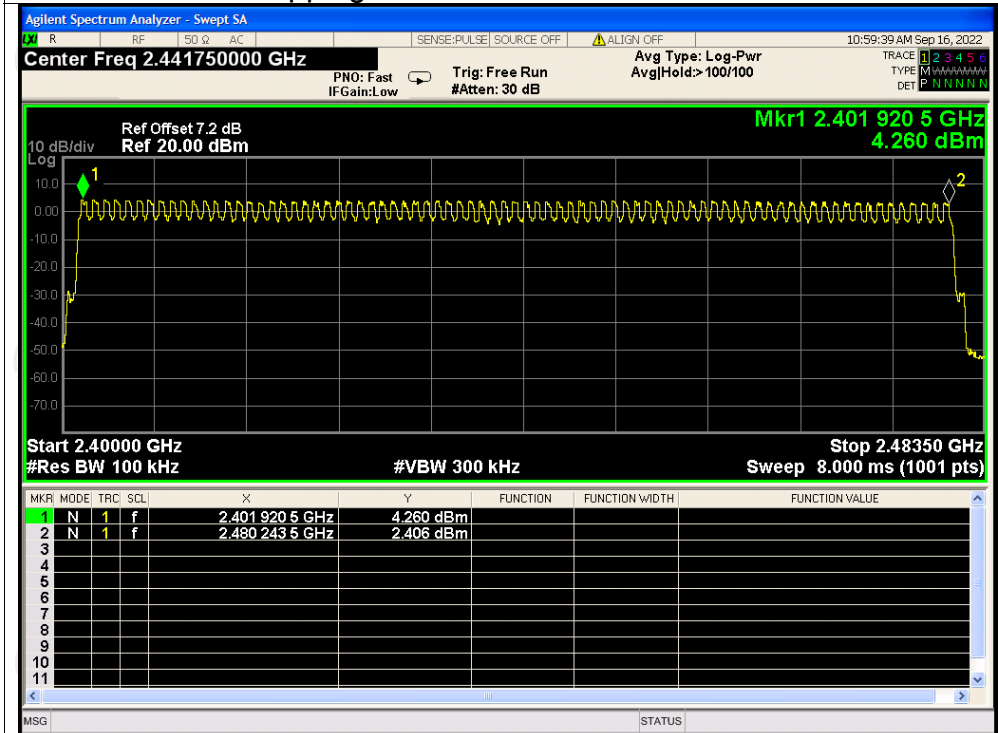 Agilent Spectrum Analyzer - Swept SA
LXI R RF 50 Ω AC SENSE:PULSE SOURCE OFF ALIGN OFF 10:59:39 AM Sep 16, 2022
Center Freq 2.441750000 GHz
PNO: Fast
IFGain:Low
Trig: Free Run
#Atten: 30 dB
Avg Type: Log-Pwr
Avg|Hold:>100/100
TRACE 1 2 3 4 5 6
TYPE M
DET P N N N N N
Mkr1 2.401 920 5 GHz
4.260 dBm
Ref Offset 7.2 dB
10 dB/div Ref 20.00 dBm
Log
1
2
10.0
0.00
-10.0
-20.0
-30.0
-40.0
-50.0
-60.0
-70.0
Start 2.40000 GHz Stop 2.48350 GHz
#Res BW 100 kHz #VBW 300 kHz Sweep 8.000 ms (1001 pts)
MKR MODE TRC SCL X Y FUNCTION FUNCTION WIDTH FUNCTION VALUE
1 N 1 f 2.401 920 5 GHz 4.260 dBm
2 N 1 f 2.480 243 5 GHz 2.406 dBm
3
4
5
6
7
8
9
10
11
MSG STATUS